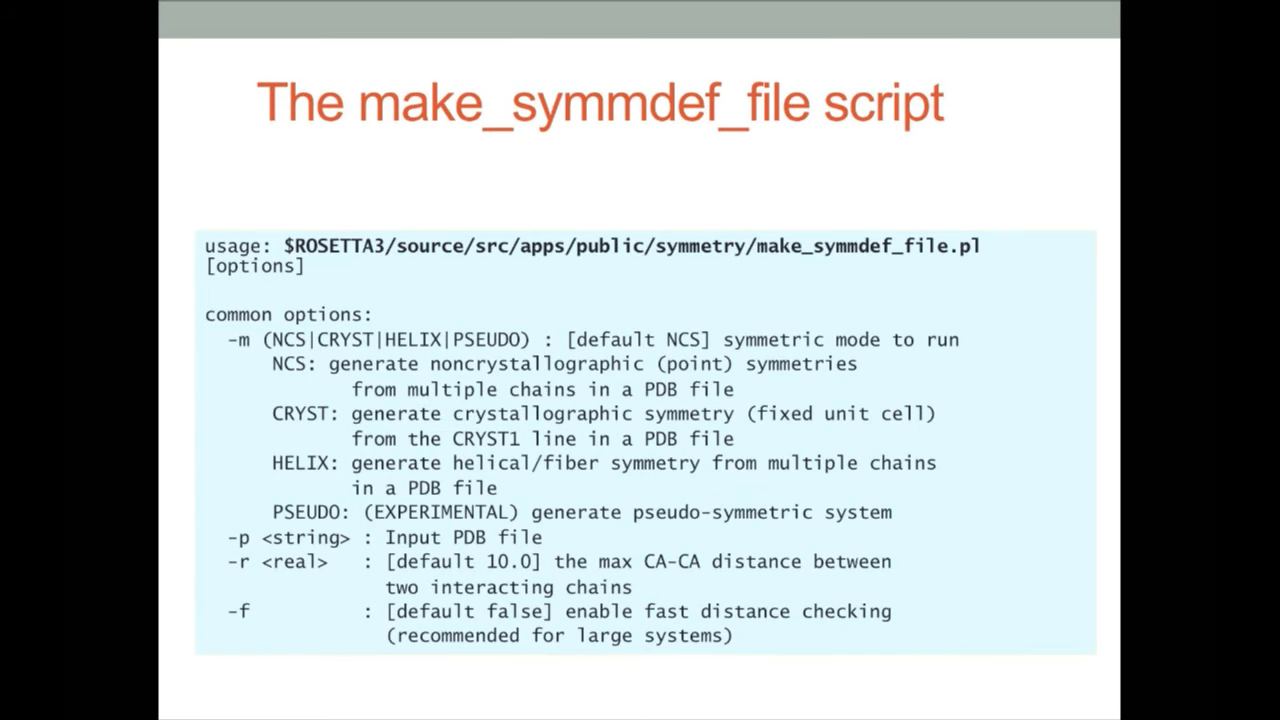 The make_symmdef_file script
usage: $ROSETTA3/source/src/apps/public/symmetry/make_symmdef_file.pl
[options]
common options:
-m (NCS|CRYST|HELIX|PSEUDO) : [default NCS] symmetric mode to run
NCS: generate noncrystallographic (point) symmetries
from multiple chains in a PDB file
CRYST: generate crystallographic symmetry (fixed unit cell)
from the CRYST1 line in a PDB file
HELIX: generate helical/fiber symmetry from multiple chains
in a PDB file
PSEUDO: (EXPERIMENTAL) generate pseudo-symmetric system
-p <string> : Input PDB file
-r <real> : [default 10.0] the max CA-CA distance between
two interacting chains
-f : [default false] enable fast distance checking
(recommended for large systems)